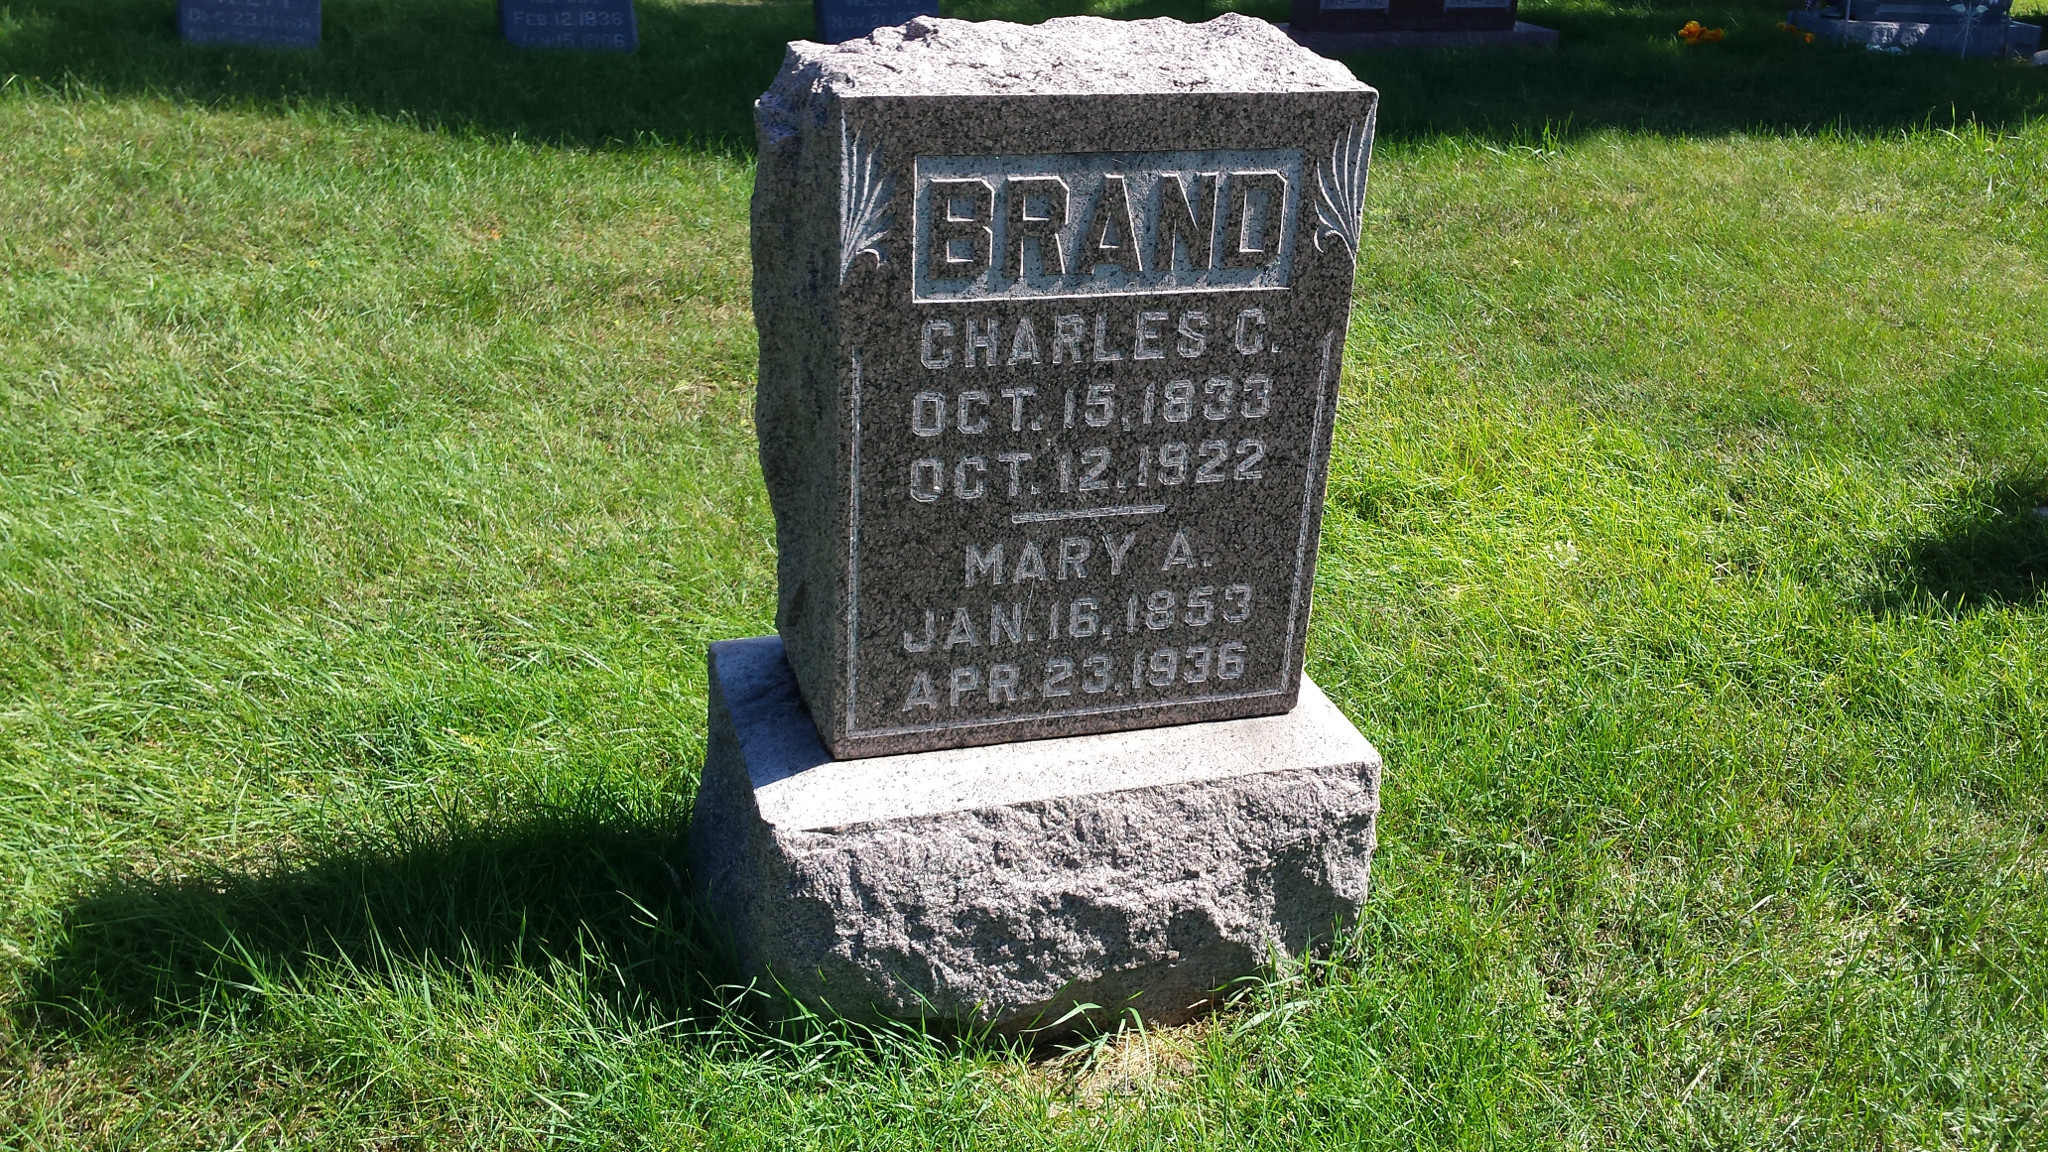 FEB. 12 1836
BRAND
CHARLES C.
OCT. 15, 1833
OCT. 12, 1922
MARY A.
JAN. 16, 1853
APR. 23, 1936